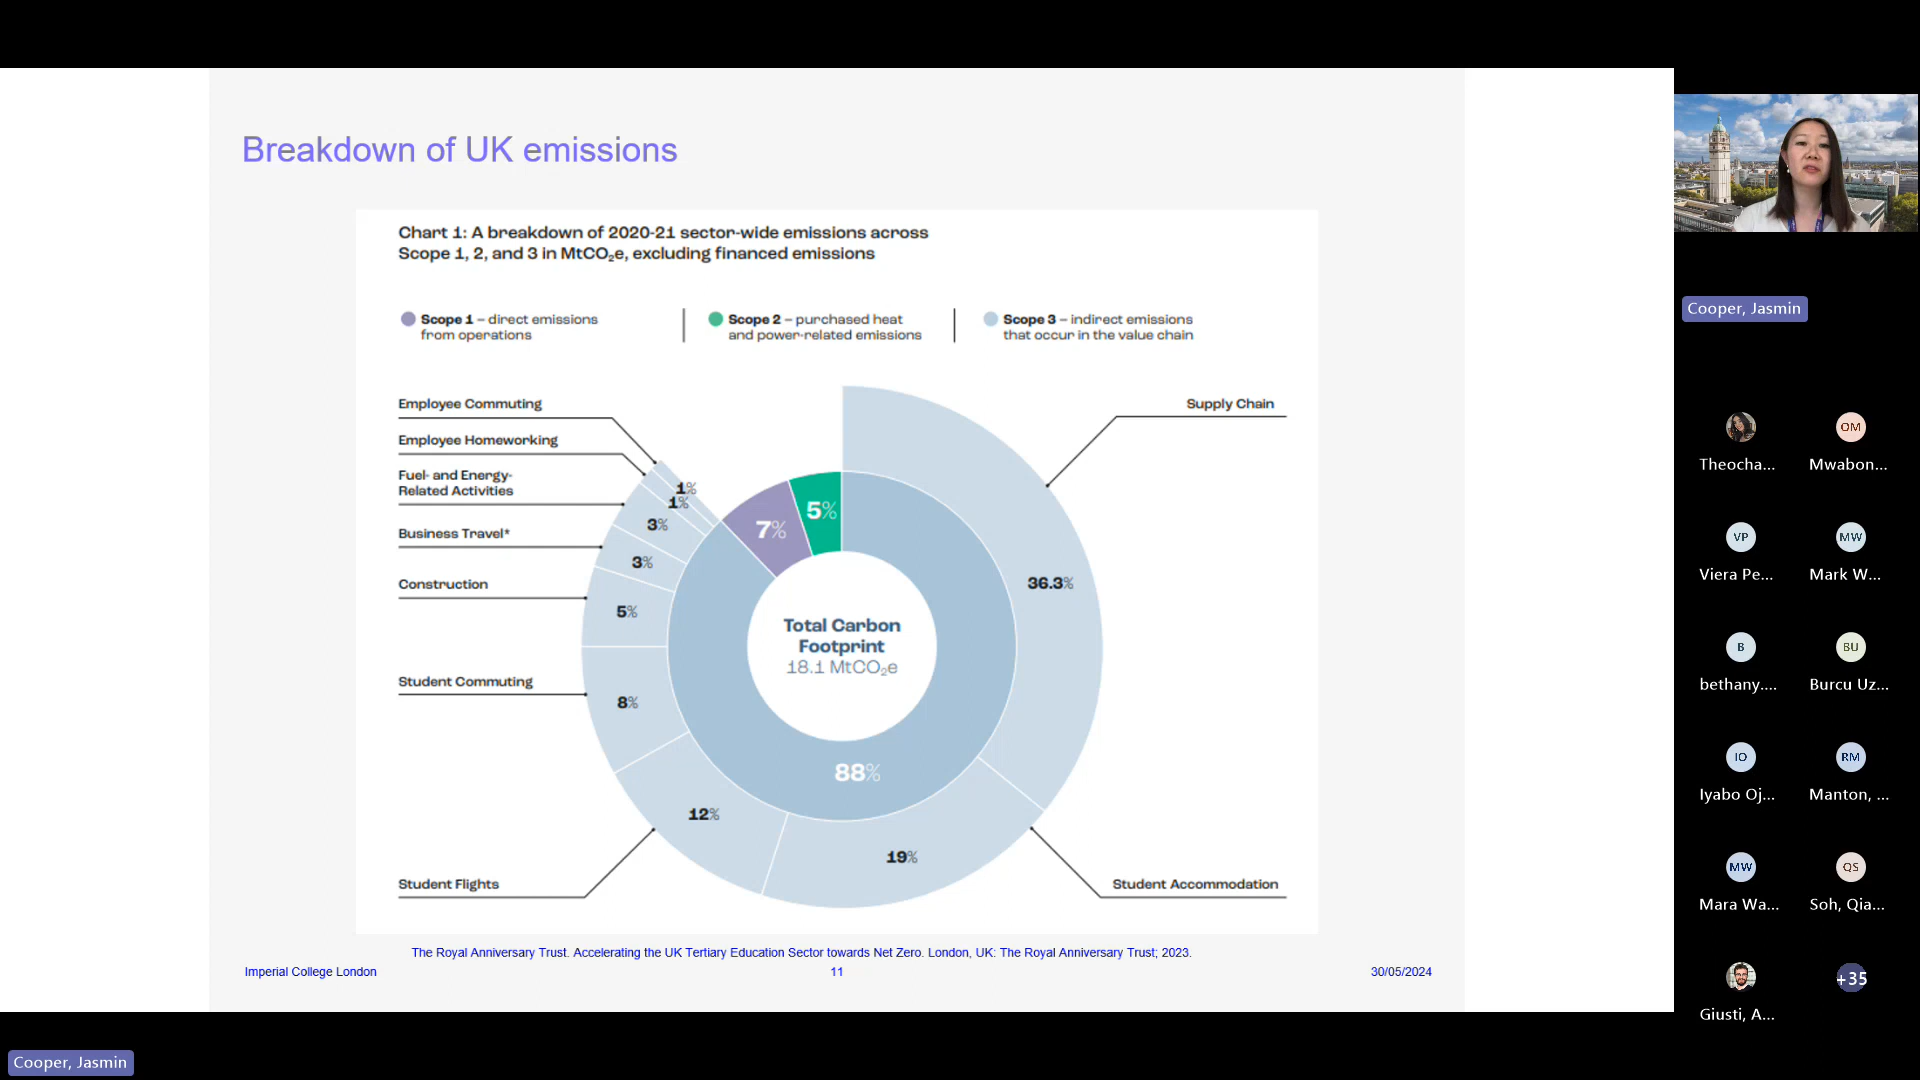 Breakdown of UK emissions
Chart 1: A breakdown of 2020-21 sector-wide emissions across
Scope 1, 2, and 3 in MtCO₂e, excluding financed emissions
Scope 1 – direct emissions
from operations
Scope 2 – purchased heat
and power-related emissions
Scope 3 – indirect emissions
that occur in the value chain
Employee Commuting
Employee Homeworking
Fuel- and Energy-
Related Activities
Business Travel*
Construction
Student Commuting
Student Flights
Supply Chain
Student Accommodation
1%
1%
3%
3%
5%
8%
12%
19%
36.3%
7%
5%
88%
Total Carbon
Footprint
18.1 MtCO₂e
The Royal Anniversary Trust. Accelerating the UK Tertiary Education Sector towards Net Zero. London, UK: The Royal Anniversary Trust; 2023.
Imperial College London
11
30/05/2024
Cooper, Jasmin
Cooper, Jasmin
Theocha...
OM
Mwabon...
VP
Viera Pe...
MW
Mark W...
B
bethany....
BU
Burcu Uz...
IO
Iyabo Oj...
RM
Manton, ...
MW
Mara Wa...
QS
Soh, Qia...
Giusti, A...
+35